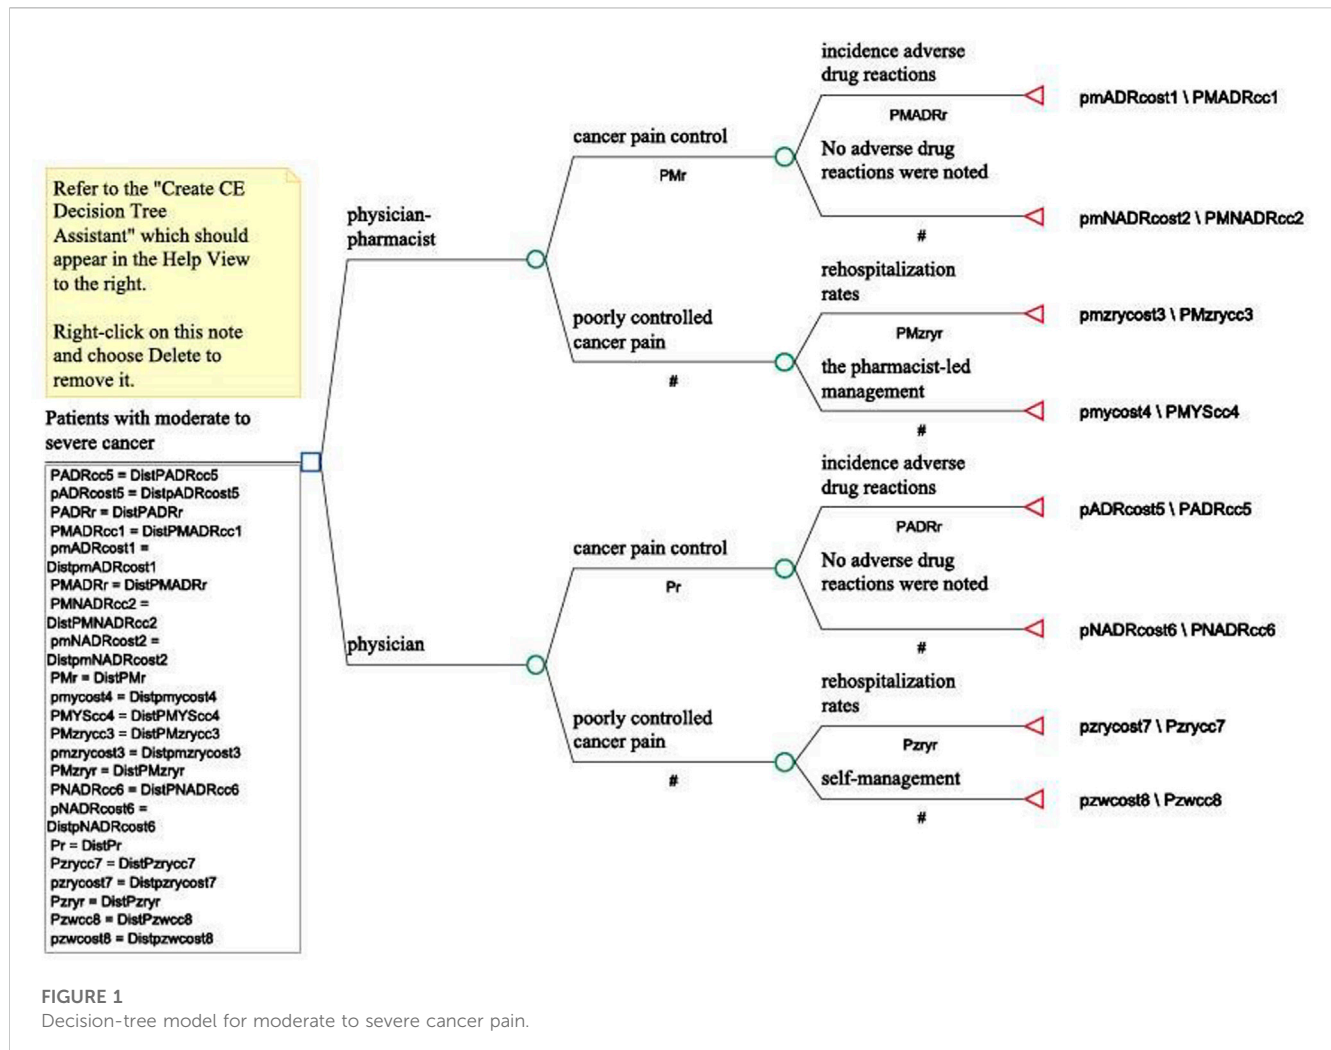 Refer to the "Create CE
Decision Tree
Assistant" which should
appear in the Help View
to the right.
Right-click on this note
and choose Delete to
remove it.
Patients with moderate to
severe cancer
PADRcc5 = DistPADRcc5
pADRcost5 = DistpADRcost5
PADRr = DistPADRr
PMADRcc1 = DistPMADRcc1
pmADRcost1 =
DistpmADRcost1
PMADRr = DistPMADRr
PMNADRcc2 =
DistPMNADRcc2
pmNADRcost2 =
DistpmNADRcost2
PMr = DistPMr
pmycost4 = Distpmycost4
PMYScc4 = DistPMYScc4
PMzrycc3 = DistPMzrycc3
pmzrycost3 = Distpmzrycost3
PMzryr = DistPMzryr
PNADRcc6 = DistPNADRcc6
pNADRcost6 =
DistpNADRcost6
Pr = DistPr
Pzrycc7 = DistPzrycc7
pzrycost7 = Distpzrycost7
Pzryr = DistPzryr
Pzwcc8 = DistPzwcc8
pzwcost8 = Distpzwcost8
physician-
pharmacist
cancer pain control
PMr
incidence adverse
drug reactions
PMADRr
pmADRcost1 \ PMADRcc1
No adverse drug
reactions were noted
#
pmNADRcost2 \ PMNADRcc2
poorly controlled
cancer pain
#
rehospitalization
rates
PMzryr
pmzrycost3 \ PMzrycc3
the pharmacist-led
management
#
pmycost4 \ PMYScc4
physician
cancer pain control
Pr
incidence adverse
drug reactions
PADRr
pADRcost5 \ PADRcc5
No adverse drug
reactions were noted
#
pNADRcost6 \ PNADRcc6
poorly controlled
cancer pain
#
rehospitalization
rates
Pzryr
pzrycost7 \ Pzrycc7
self-management
#
pzwcost8 \ Pzwcc8
FIGURE 1
Decision-tree model for moderate to severe cancer pain.